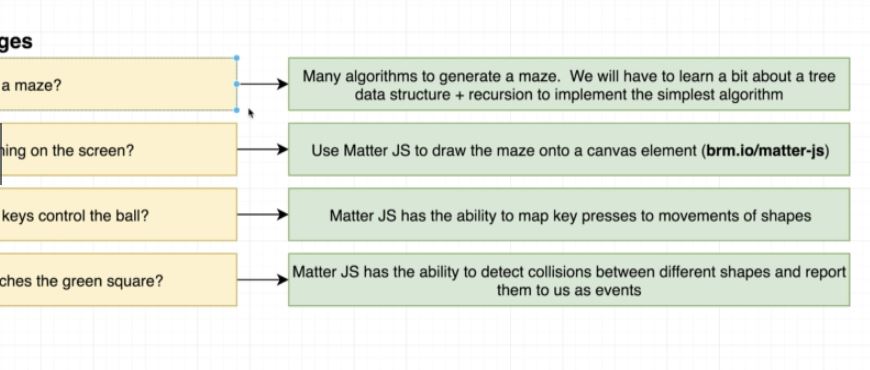 ges
a maze?
Many algorithms to generate a maze.  We will have to learn a bit about a tree
data structure + recursion to implement the simplest algorithm
ing on the screen?
Use Matter JS to draw the maze onto a canvas element (brm.io/matter-js)
keys control the ball?
Matter JS has the ability to map key presses to movements of shapes
ches the green square?
Matter JS has the ability to detect collisions between different shapes and report
them to us as events